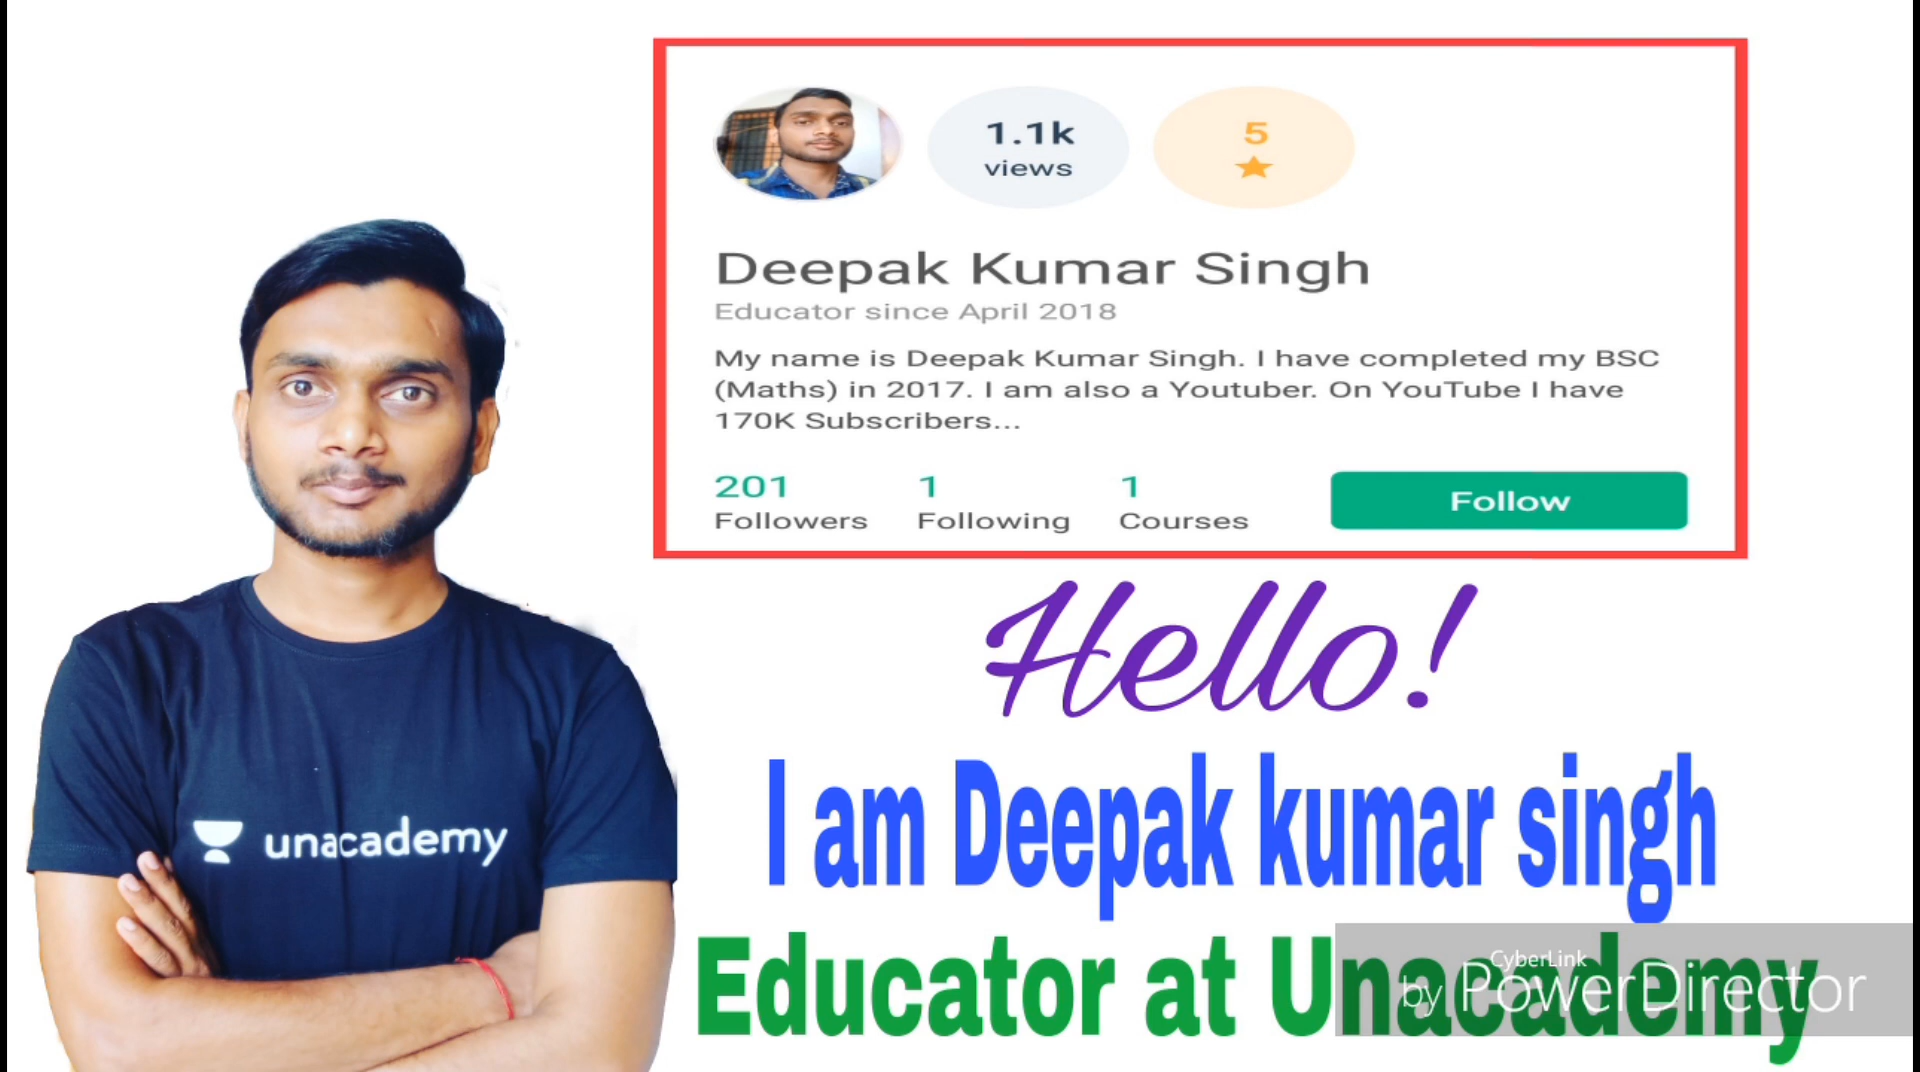 1.1k
views
5
Deepak Kumar Singh
Educator since April 2018
My name is Deepak Kumar Singh. I have completed my BSC
(Maths) in 2017. I am also a Youtuber. On YouTube I have
170K Subscribers...
201
Followers
1
Following
1
Courses
Follow
Hello!
unacademy
I am Deepak kumar singh
Educator at Unacademy
CyberLink
by PowerDirector